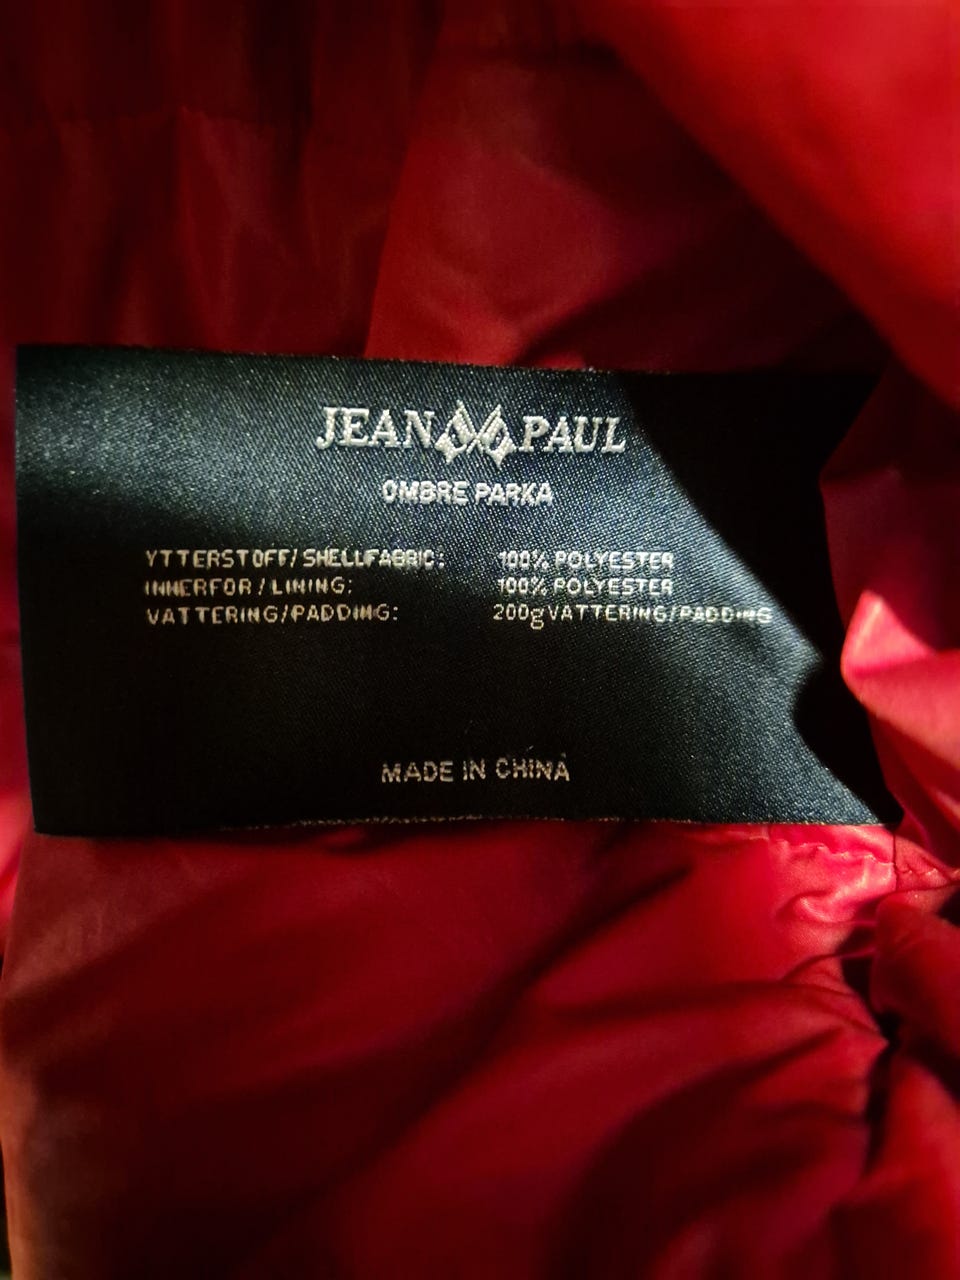 JEAN PAUL
OMBRE PARKA
YTTERSTOFF/SHELLFABRIC: 100% POLYESTER
INNERFOR/LINING: 100% POLYESTER
VATTERING/PADDING: 200g VATTERING/PADDING
MADE IN CHINA